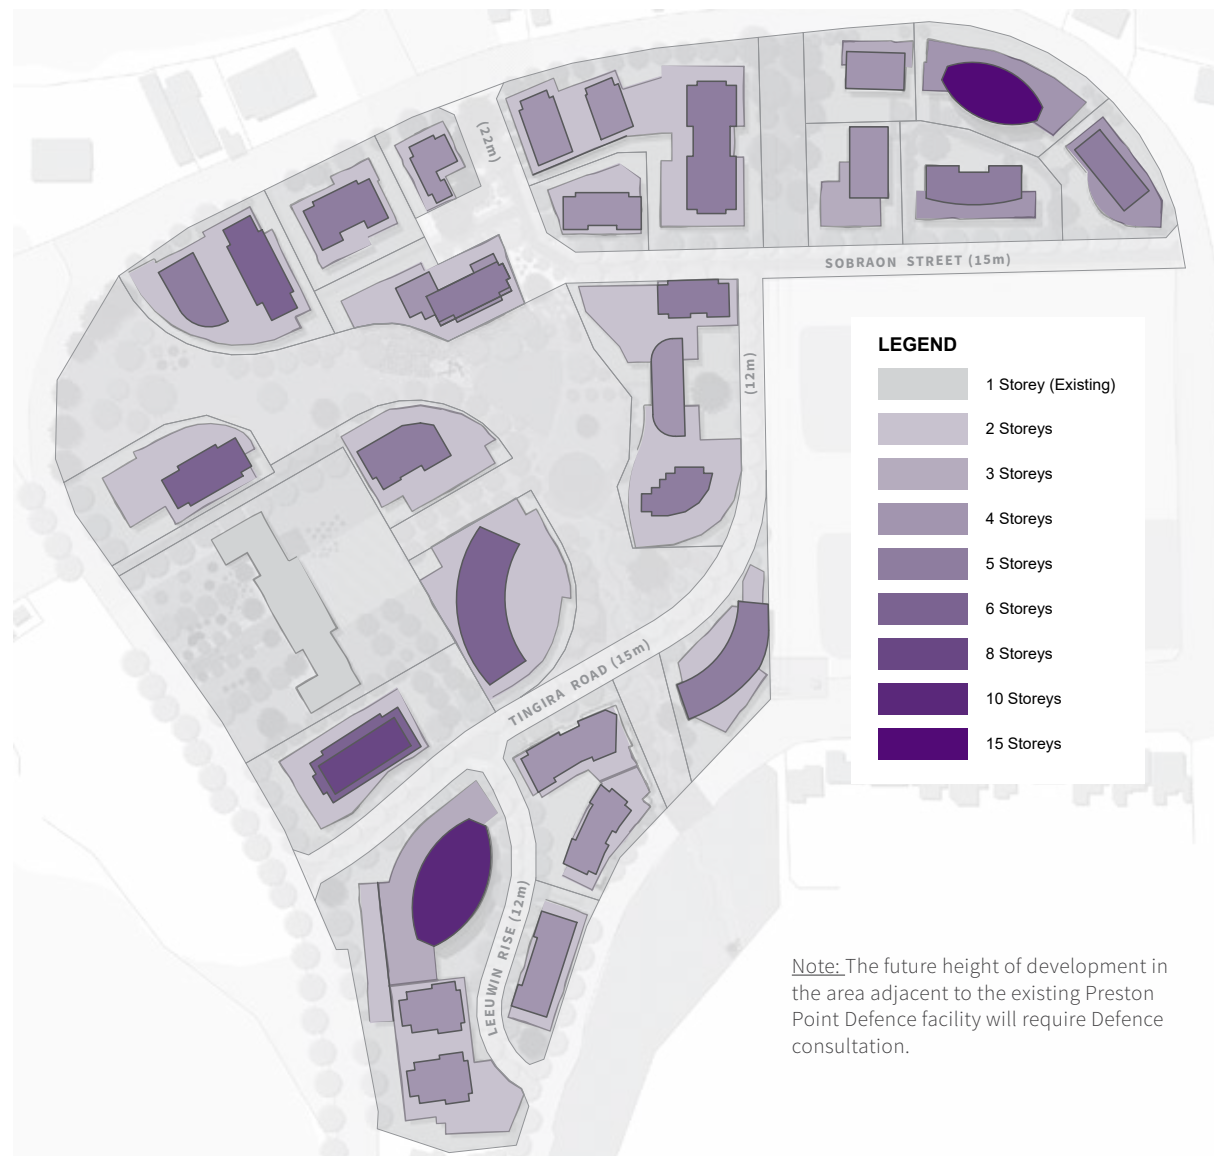 (22m)
SOBRAON STREET (15m)
(12m)
LEGEND
1 Storey (Existing)
2 Storeys
3 Storeys
4 Storeys
5 Storeys
6 Storeys
8 Storeys
10 Storeys
15 Storeys
TINGIRA ROAD (15m)
LEEUWIN RISE (12m)
Note: The future height of development in
the area adjacent to the existing Preston
Point Defence facility will require Defence
consultation.